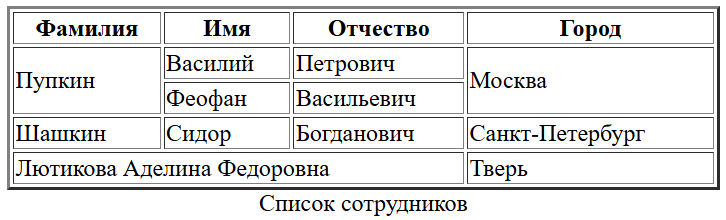 Фамилия Имя Отчество Город
Пупкин Василий Петрович Москва
Феофан Васильевич
Шашкин Сидор Богданович Санкт-Петербург
Лютикова Аделина Федоровна Тверь
Список сотрудников